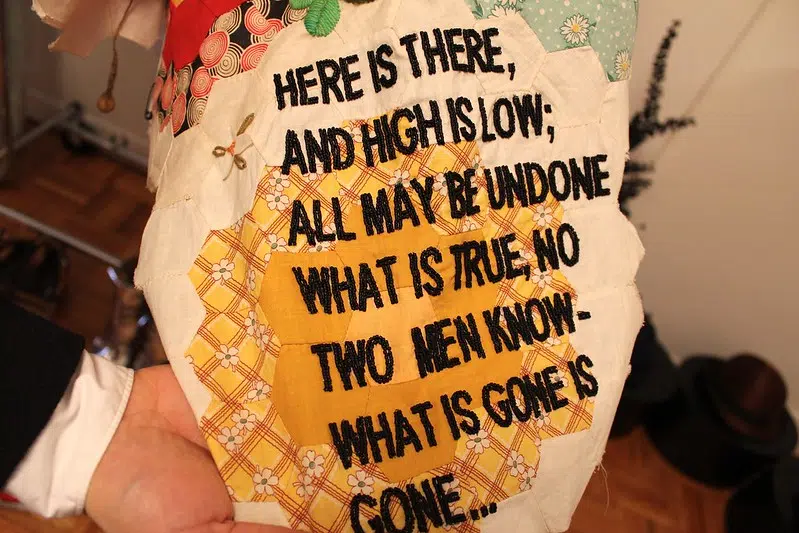 HERE IS THERE,
AND HIGH IS LOW;
ALL MAY BE UNDONE
WHAT IS TRUE, NO
TWO MEN KNOW-
WHAT IS GONE IS
GONE...